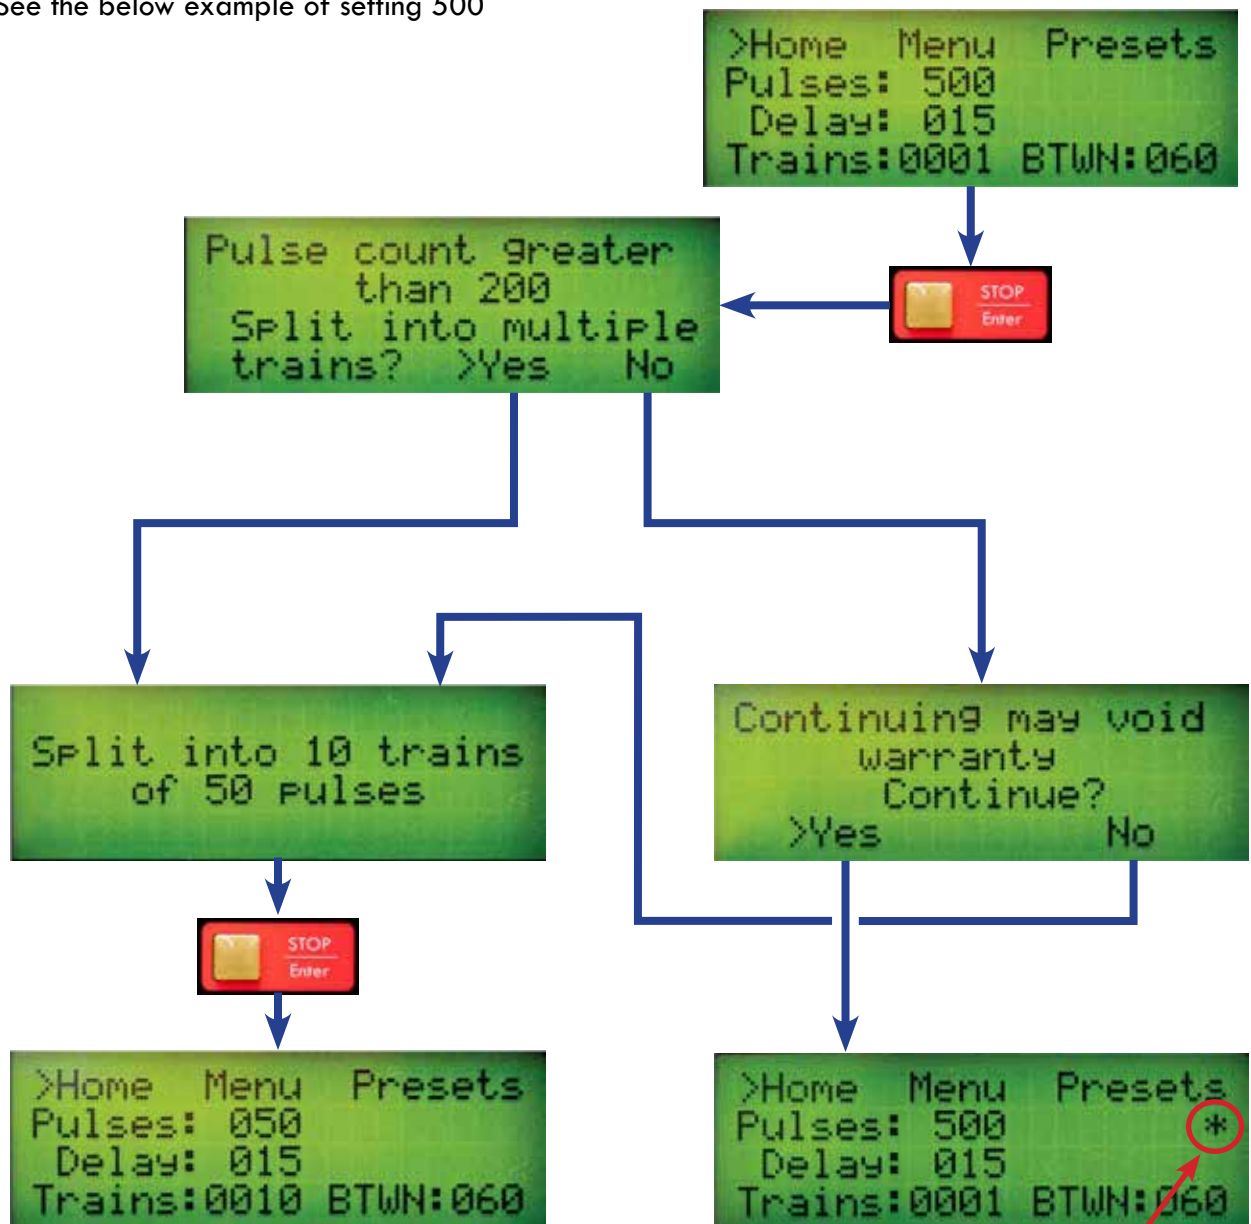 See the below example of setting 500
>Home Menu Presets
Pulses: 500
Delay: 015
Trains:0001 BTWN:060
STOP
Enter
Pulse count greater
than 200
Split into multiple
trains? >Yes No
Split into 10 trains
of 50 pulses
Continuing may void
warranty
Continue?
>Yes No
STOP
Enter
>Home Menu Presets
Pulses: 050
Delay: 015
Trains:0010 BTWN:060
>Home Menu Presets
Pulses: 500 *
Delay: 015
Trains:0001 BTWN:060